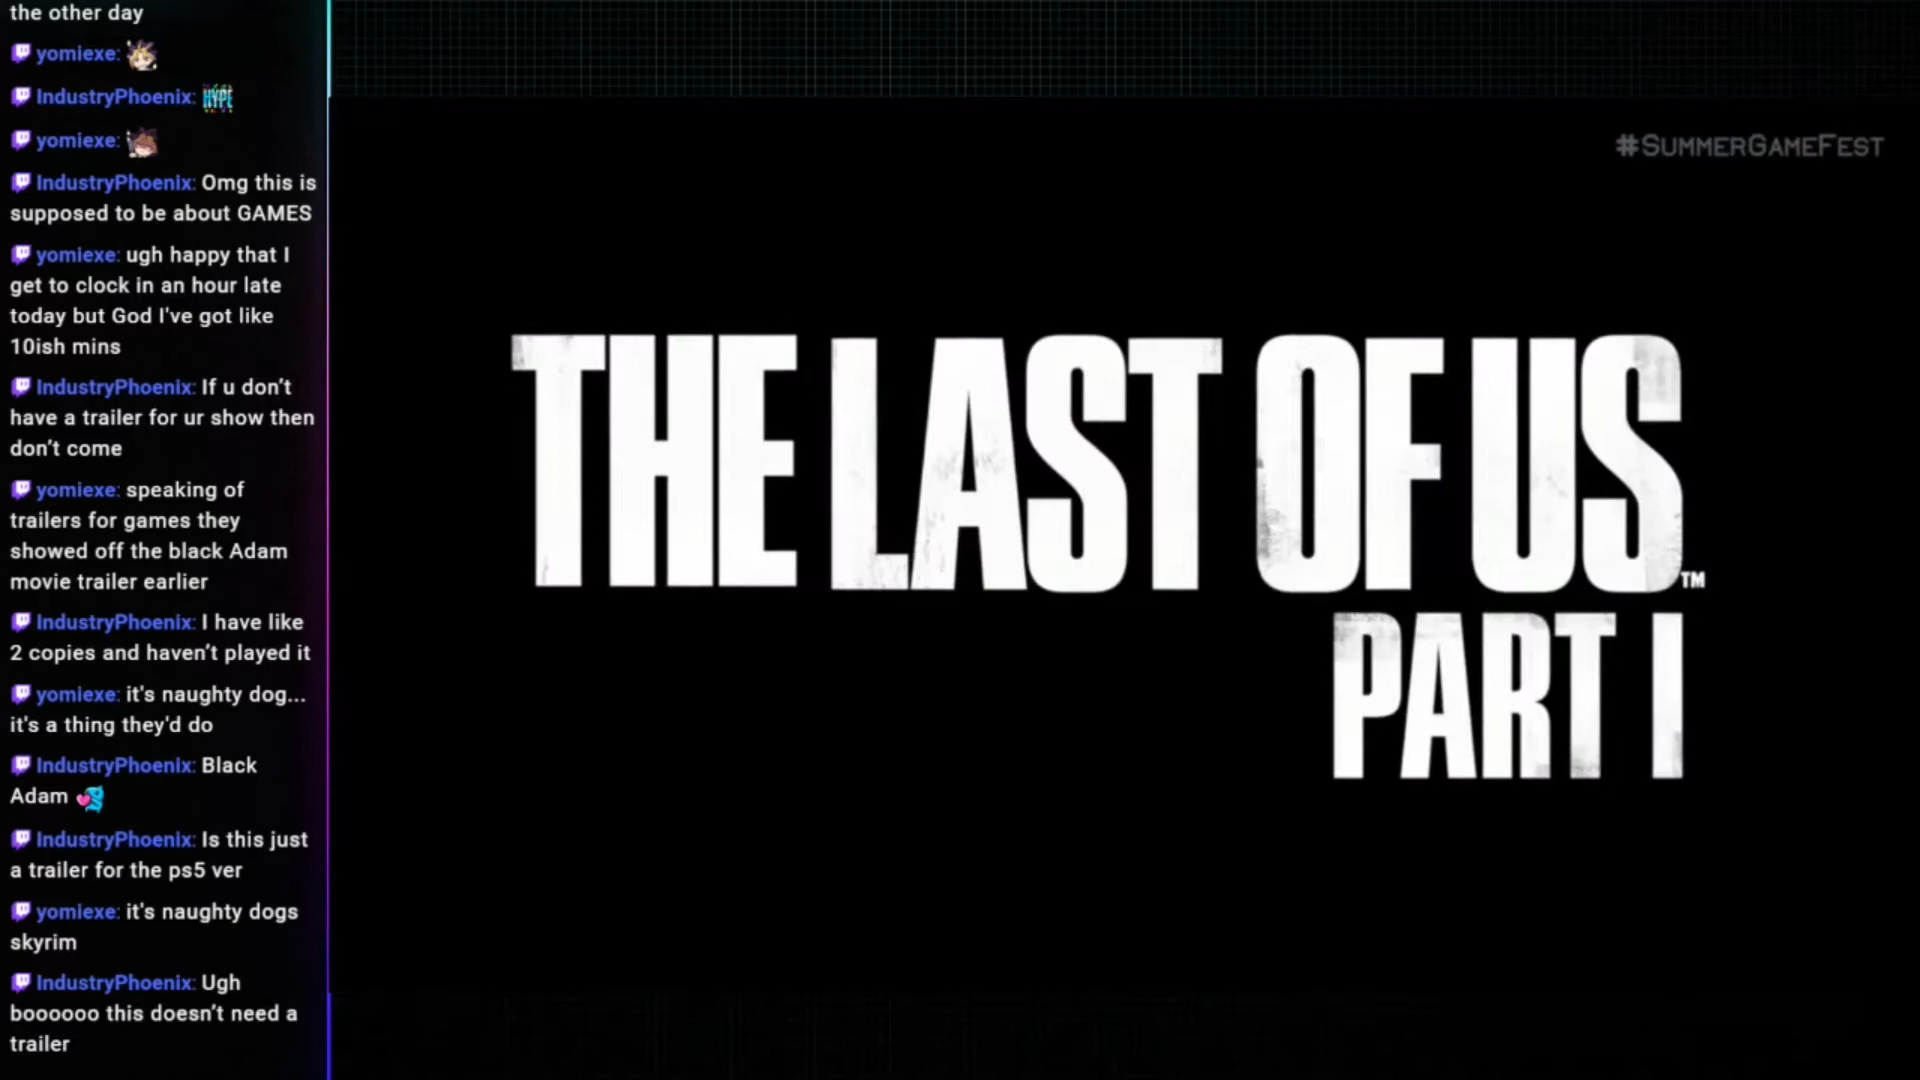 the other day
yomiexe:
IndustryPhoenix: HYPE
yomiexe:
IndustryPhoenix: Omg this is
supposed to be about GAMES
yomiexe: ugh happy that I
get to clock in an hour late
today but God I've got like
10ish mins
IndustryPhoenix: If u don’t
have a trailer for ur show then
don’t come
yomiexe: speaking of
trailers for games they
showed off the black Adam
movie trailer earlier
IndustryPhoenix: I have like
2 copies and haven’t played it
yomiexe: it's naughty dog...
it's a thing they'd do
IndustryPhoenix: Black
Adam
IndustryPhoenix: Is this just
a trailer for the ps5 ver
yomiexe: it's naughty dogs
skyrim
IndustryPhoenix: Ugh
boooooo this doesn’t need a
trailer
#SUMMERGAMEFEST
THE LAST OF US™
PART I